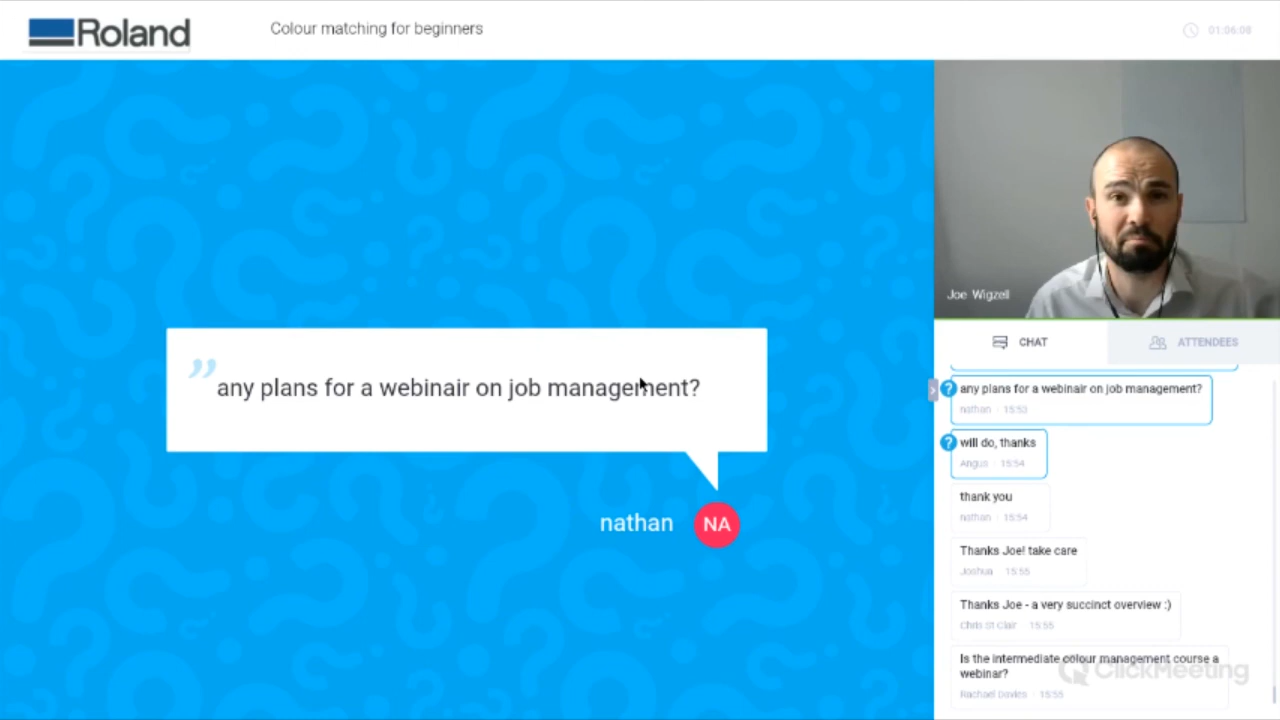 Roland
Colour matching for beginners
01:06:08
”
any plans for a webinair on job management?
nathan
NA
Joe Wigzell
CHAT
ATTENDEES
any plans for a webinair on job management?
nathan · 15:53
will do, thanks
Angus · 15:54
thank you
nathan · 15:54
Thanks Joe! take care
Joshua · 15:55
Thanks Joe - a very succinct overview :)
Chris St Clair · 15:55
Is the intermediate colour management course a
webinar?
Rachael Davies · 15:55
ClickMeeting